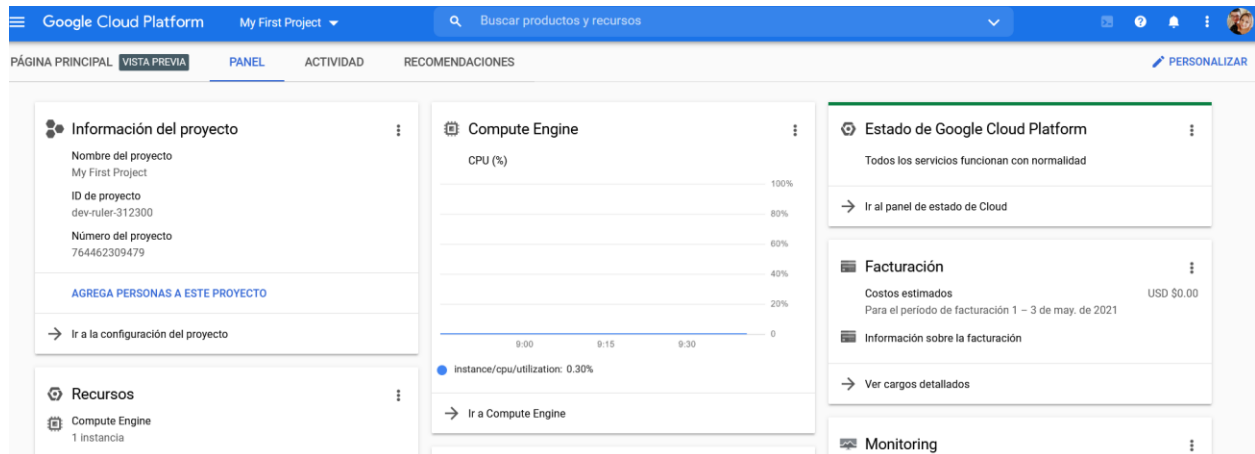 Google Cloud Platform
My First Project
Buscar productos y recursos
PÁGINA PRINCIPAL
VISTA PREVIA
PANEL
ACTIVIDAD
RECOMENDACIONES
PERSONALIZAR
Información del proyecto
Nombre del proyecto
My First Project
ID de proyecto
dev-ruler-312300
Número del proyecto
764462309479
AGREGA PERSONAS A ESTE PROYECTO
Ir a la configuración del proyecto
Recursos
Compute Engine
1 instancia
Compute Engine
CPU (%)
100%
80%
60%
40%
20%
0
9:00
9:15
9:30
instance/cpu/utilization: 0.30%
Ir a Compute Engine
Estado de Google Cloud Platform
Todos los servicios funcionan con normalidad
Ir al panel de estado de Cloud
Facturación
Costos estimados
USD $0.00
Para el período de facturación 1 – 3 de may. de 2021
Información sobre la facturación
Ver cargos detallados
Monitoring